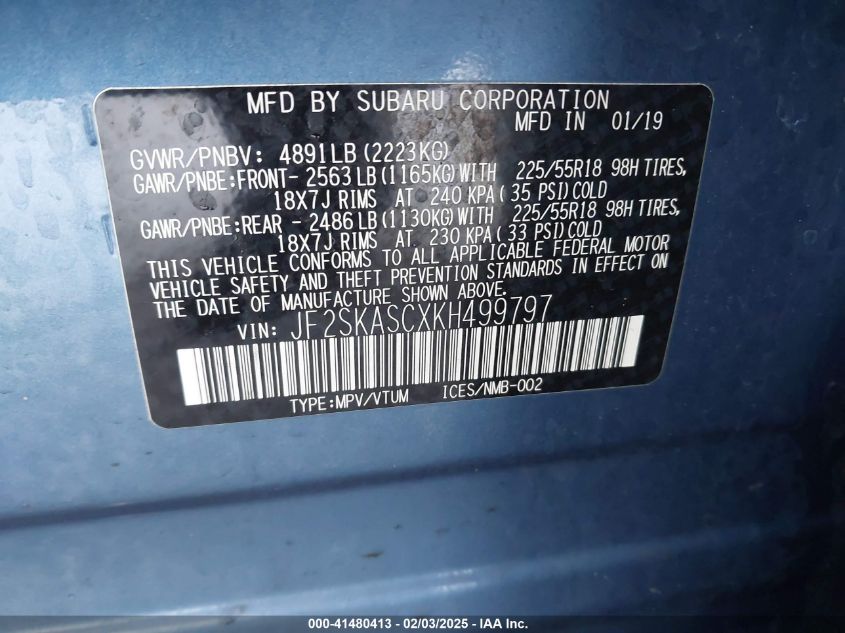 MFD BY SUBARU CORPORATION
MFD IN 01/19
GVWR/PNBV: 4891LB(2223KG)
GAWR/PNBE:FRONT- 2563LB(1165KG)WITH 225/55R18 98H TIRES,
18X7J RIMS AT 240 KPA( 35 PSI)COLD
GAWR/PNBE:REAR - 2486LB(1130KG)WITH 225/55R18 98H TIRES,
18X7J RIMS AT 230 KPA( 33 PSI)COLD
THIS VEHICLE CONFORMS TO ALL APPLICABLE FEDERAL MOTOR
VEHICLE SAFETY AND THEFT PREVENTION STANDARDS IN EFFECT ON
THE DATE OF MANUFACTURE SHOWN ABOVE.
VIN: JF2SKASCXKH499797
TYPE:MPV/VTUM ICES/NMB-002
000-41480413 - 02/03/2025 - IAA Inc.